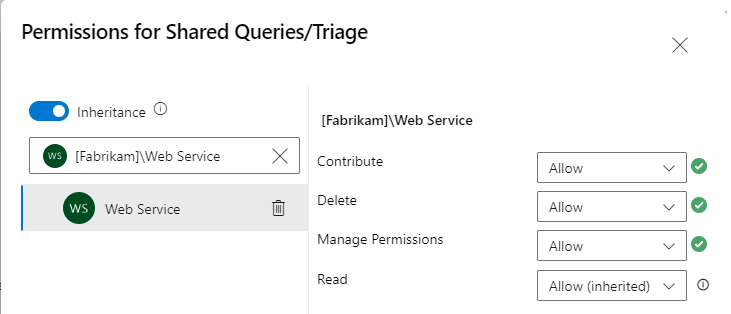 Permissions for Shared Queries/Triage
Inheritance
WS [Fabrikam]\Web Service
WS Web Service
[Fabrikam]\Web Service
Contribute Allow
Delete Allow
Manage Permissions Allow
Read Allow (inherited)